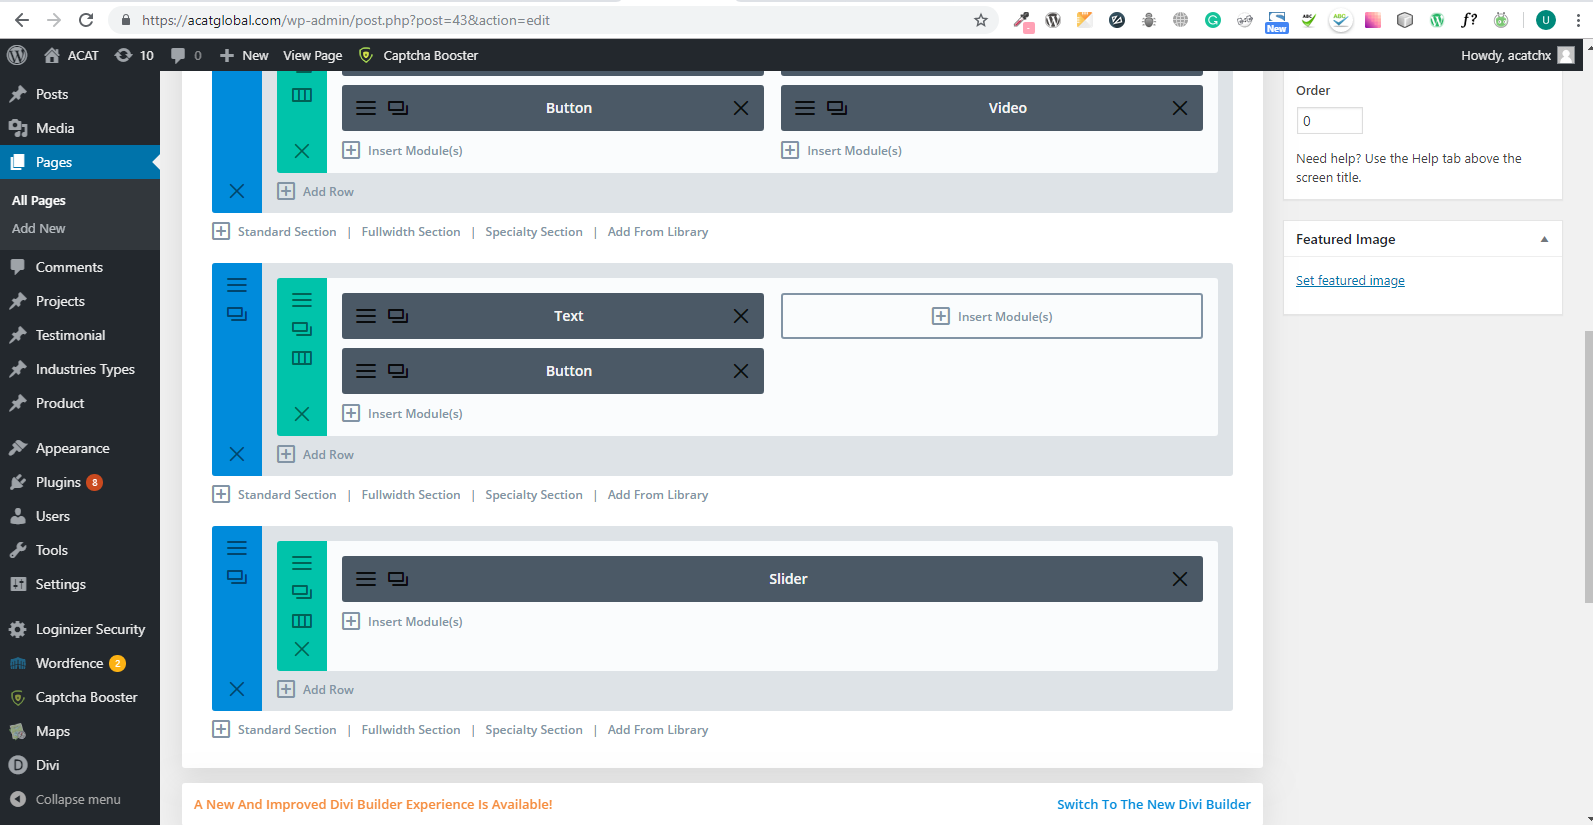 https://acatglobal.com/wp-admin/post.php?post=43&action=edit
ABC
ABC
New
f?
U
ACAT
10
0
New
View Page
Captcha Booster
Howdy, acatchx
Posts
Media
Pages
All Pages
Add New
Comments
Projects
Testimonial
Industries Types
Product
Appearance
Plugins 8
Users
Tools
Settings
Loginizer Security
Wordfence 2
Captcha Booster
Maps
Divi
Collapse menu
Button
Video
Insert Module(s)
Insert Module(s)
Add Row
Standard Section | Fullwidth Section | Specialty Section | Add From Library
Text
Insert Module(s)
Button
Insert Module(s)
Add Row
Standard Section | Fullwidth Section | Specialty Section | Add From Library
Slider
Insert Module(s)
Add Row
Standard Section | Fullwidth Section | Specialty Section | Add From Library
A New And Improved Divi Builder Experience Is Available!
Switch To The New Divi Builder
Order
0
Need help? Use the Help tab above the
screen title.
Featured Image
Set featured image